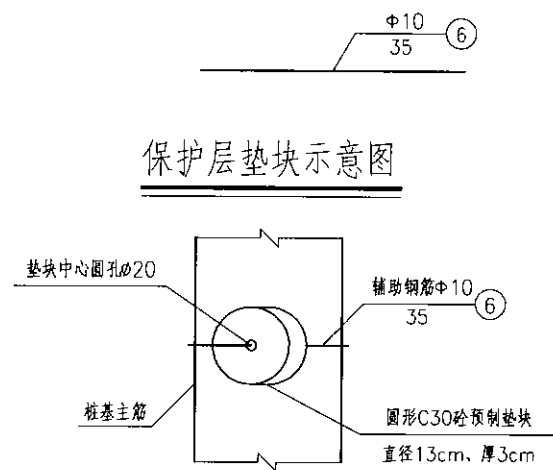 Φ10
35
6
保护层垫块示意图
垫块中心圆孔ø20
辅助钢筋Φ10
35
6
桩基主筋
圆形C30砼预制垫块
直径13cm、厚3cm